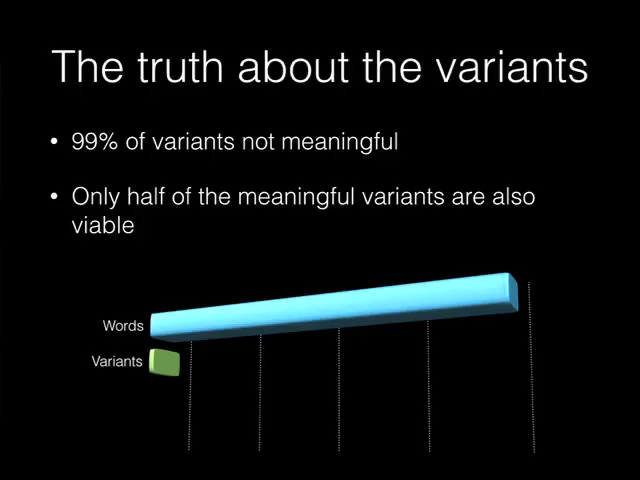 The truth about the variants
• 99% of variants not meaningful
• Only half of the meaningful variants are also
viable
Words
Variants